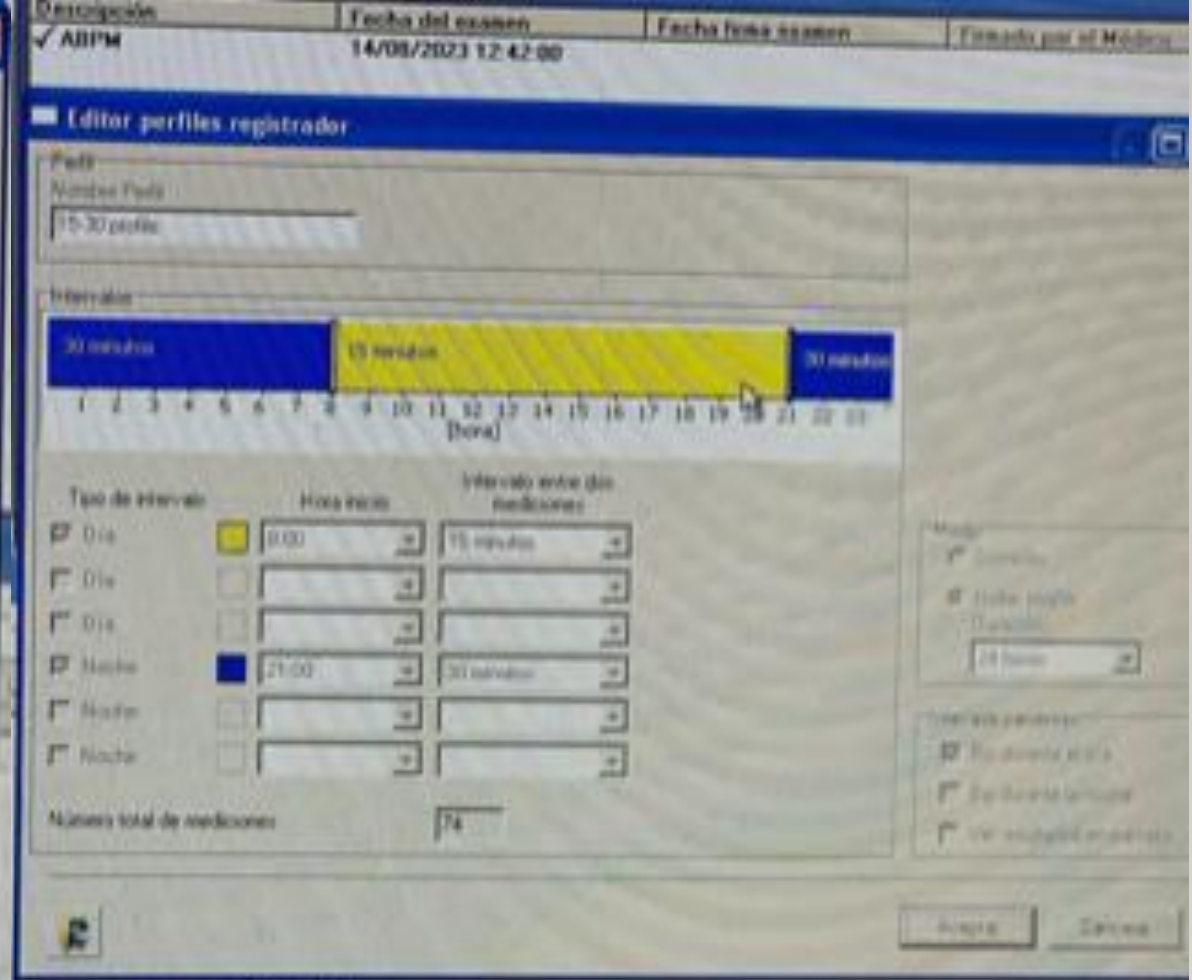 Descripción Fecha del examen Fecha firma examen Firmado por el Médico
✓ ABPM 14/08/2023 12:42:00
Editor perfiles registrador
Perfil
Nombre Perfil
15-30 profile
Intervalos
30 minutos 15 minutos 30 minutos
1 2 3 4 5 6 7 8 9 10 11 12 13 14 15 16 17 18 19 20 21 22 23
[hora]
Tipo de intervalo Hora inicio Intervalo entre dos mediciones
Día 8:00 15 minutos
Día
Día
Noche 21:00 30 minutos
Noche
Noche
Número total de mediciones 74
Modo
24 horas
Aceptar Cancelar